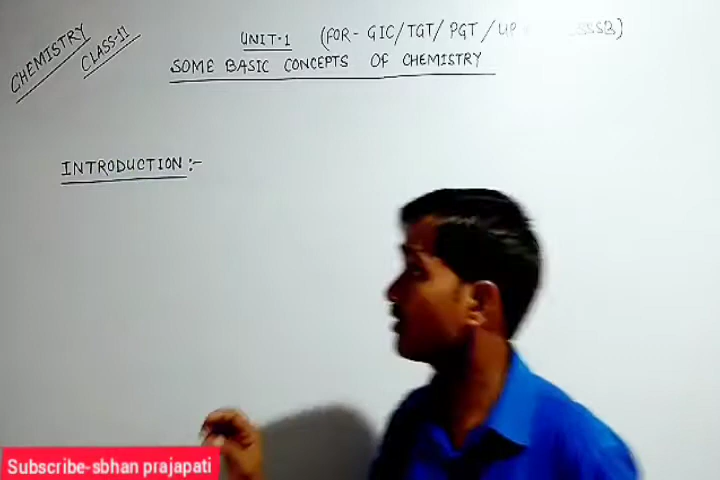 CHEMISTRY
CLASS-11
UNIT-1 (FOR- GIC/TGT/ PGT / UP SSSB)
SOME BASIC CONCEPTS OF CHEMISTRY
INTRODUCTION :-
Subscribe-sbhan prajapati